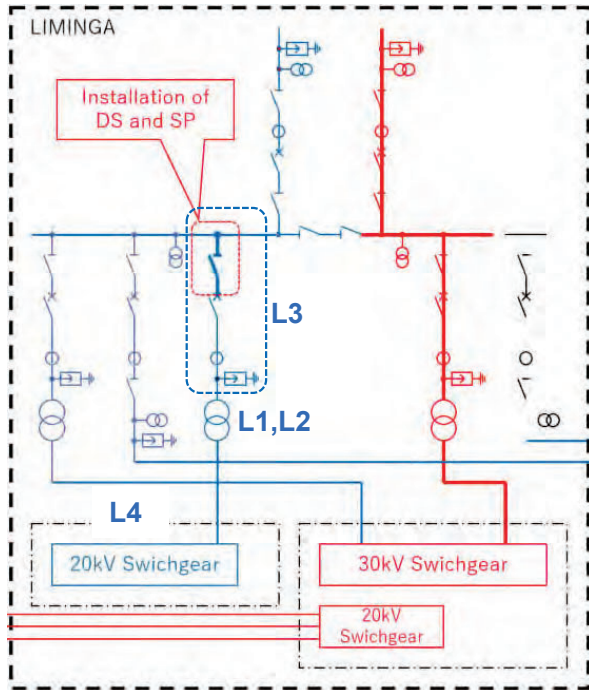 LIMINGA
Installation of
DS and SP
L3
L1,L2
L4
20kV Swichgear
30kV Swichgear
20kV
Swichgear